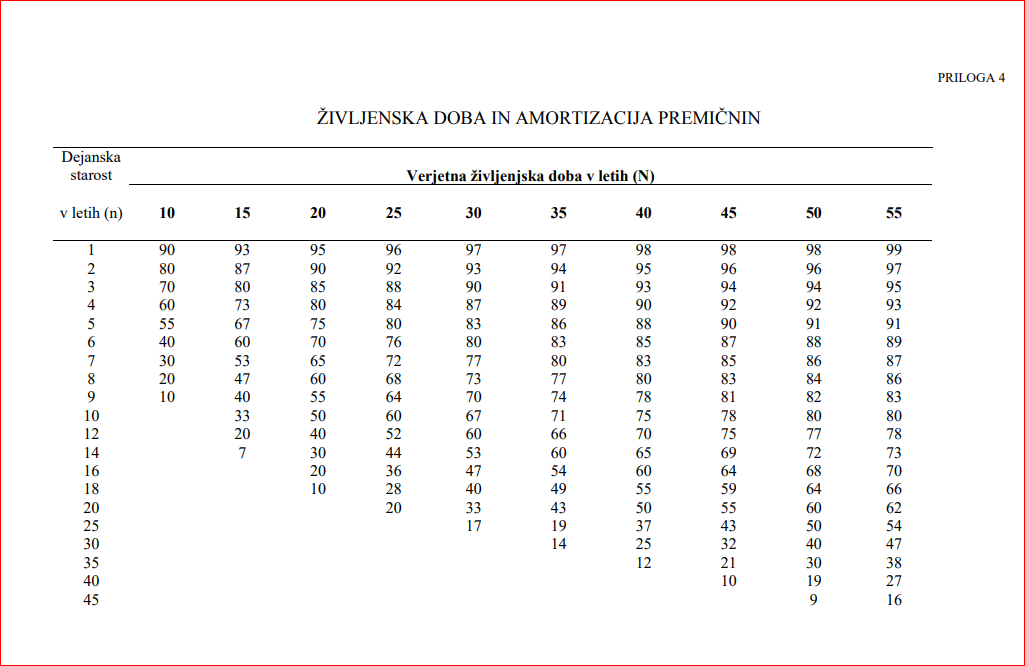 PRILOGA 4
ŽIVLJENSKA DOBA IN AMORTIZACIJA PREMIČNIN
Dejanska
starost Verjetna življenjska doba v letih (N)
v letih (n) 10 15 20 25 30 35 40 45 50 55
1 90 93 95 96 97 97 98 98 98 99
2 80 87 90 92 93 94 95 96 96 97
3 70 80 85 88 90 91 93 94 94 95
4 60 73 80 84 87 89 90 92 92 93
5 55 67 75 80 83 86 88 90 91 91
6 40 60 70 76 80 83 85 87 88 89
7 30 53 65 72 77 80 83 85 86 87
8 20 47 60 68 73 77 80 83 84 86
9 10 40 55 64 70 74 78 81 82 83
10 33 50 60 67 71 75 78 80 80
12 20 40 52 60 66 70 75 77 78
14 7 30 44 53 60 65 69 72 73
16 20 36 47 54 60 64 68 70
18 10 28 40 49 55 59 64 66
20 20 33 43 50 55 60 62
25 17 19 37 43 50 54
30 14 25 32 40 47
35 12 21 30 38
40 10 19 27
45 9 16